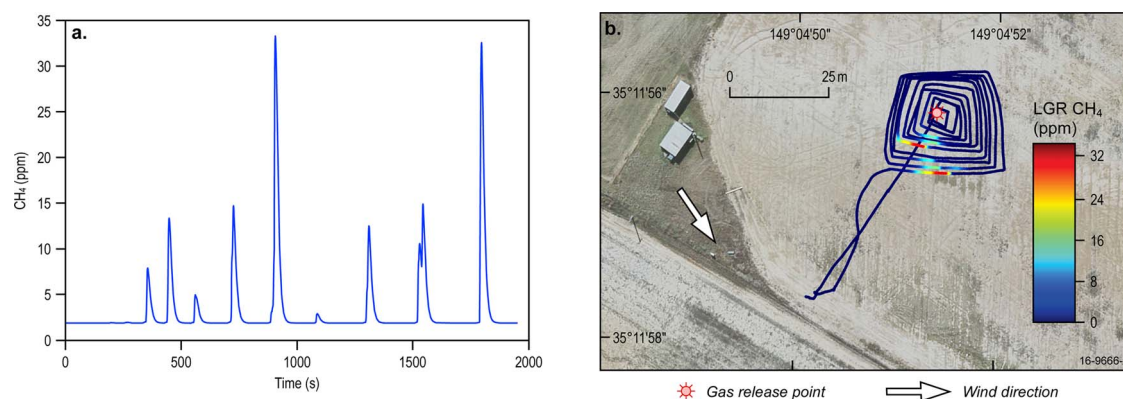 a.
35
30
25
20
15
10
5
0
CH₄ (ppm)
0
500
1000
1500
2000
Time (s)
b.
149°04'50"
149°04'52"
0
25 m
35°11'56"
35°11'58"
LGR CH₄
(ppm)
32
24
16
8
0
16-9666-
Gas release point
Wind direction